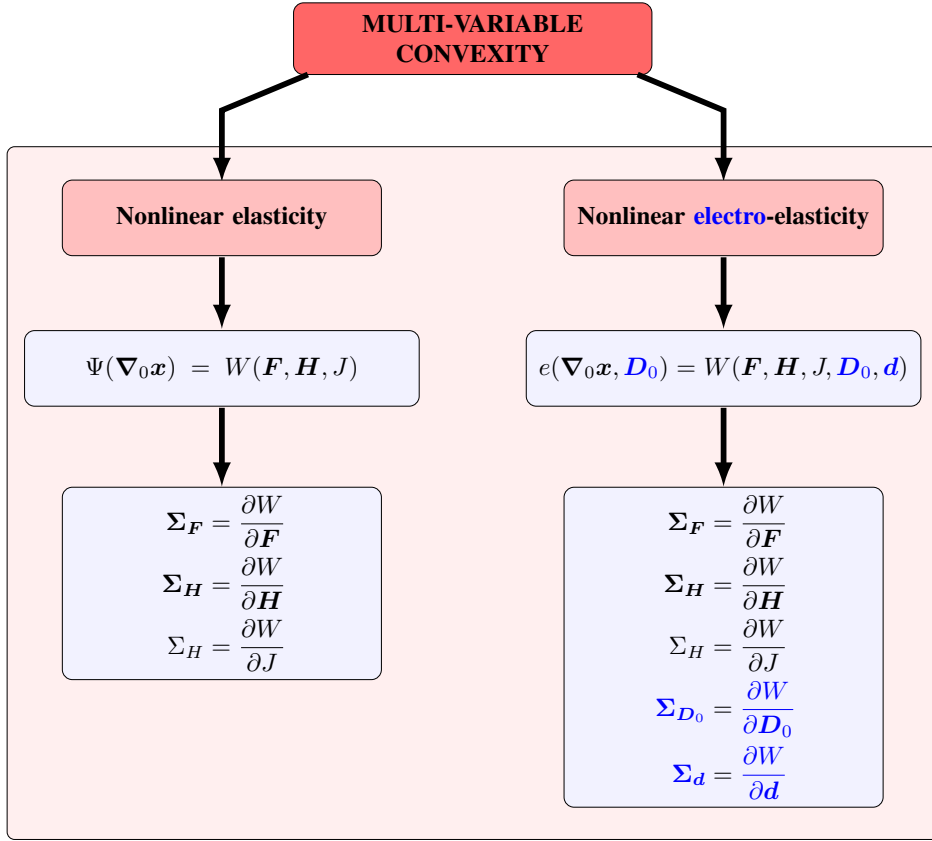 MULTI-VARIABLE
CONVEXITY
Nonlinear elasticity
Ψ(∇₀x) = W(F, H, J)
Σ_F = ∂W/∂F
Σ_H = ∂W/∂H
Σ_H = ∂W/∂J
Nonlinear electro-elasticity
e(∇₀x, D₀) = W(F, H, J, D₀, d)
Σ_F = ∂W/∂F
Σ_H = ∂W/∂H
Σ_H = ∂W/∂J
Σ_D₀ = ∂W/∂D₀
Σ_d = ∂W/∂d